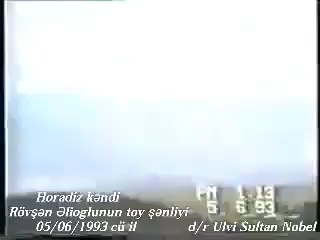 PM 1:13
5. 6.93
Horadiz kəndi
Rövşən Əlioglunun toy şənliyi
05/06/1993 cü il
d/r Ulvi Sultan Nobel